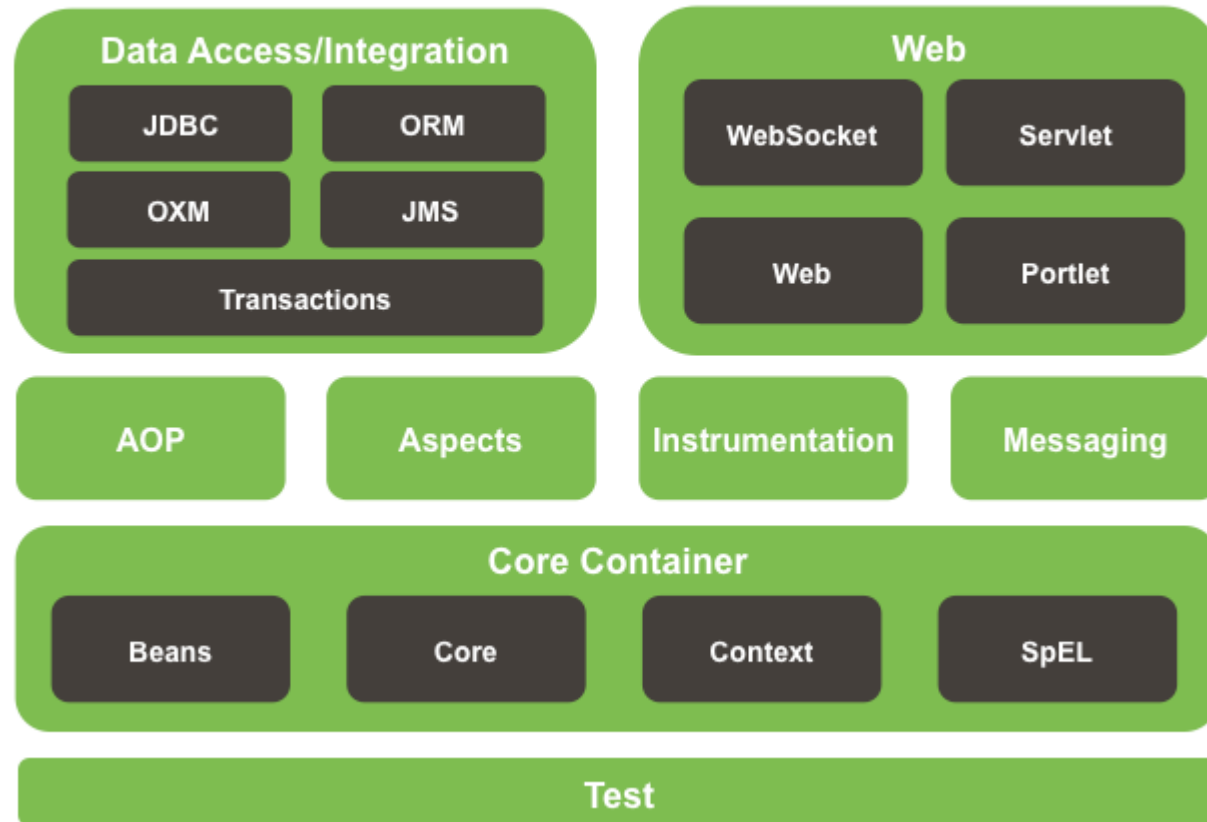 Data Access/Integration
JDBC
ORM
OXM
JMS
Transactions
Web
WebSocket
Servlet
Web
Portlet
AOP
Aspects
Instrumentation
Messaging
Core Container
Beans
Core
Context
SpEL
Test